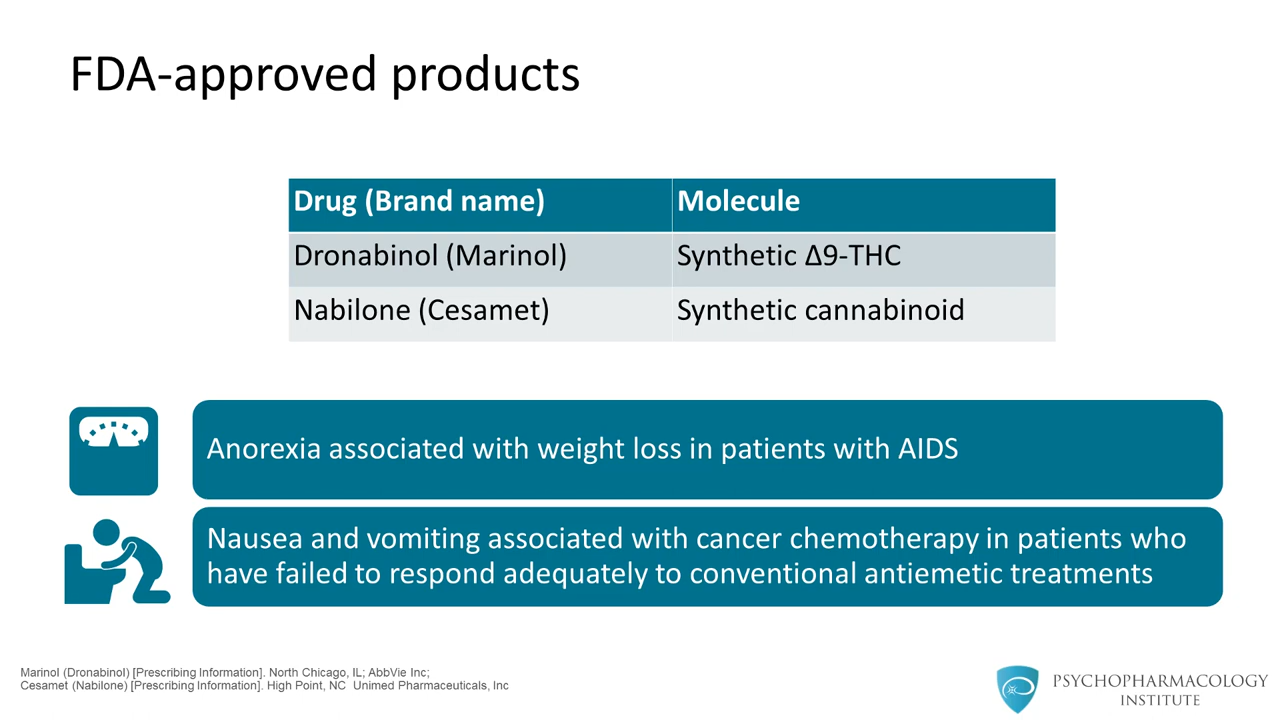 FDA-approved products
Drug (Brand name) Molecule
Dronabinol (Marinol) Synthetic Δ9-THC
Nabilone (Cesamet) Synthetic cannabinoid
Anorexia associated with weight loss in patients with AIDS
Nausea and vomiting associated with cancer chemotherapy in patients who
have failed to respond adequately to conventional antiemetic treatments
Marinol (Dronabinol) [Prescribing Information]. North Chicago, IL; AbbVie Inc;
Cesamet (Nabilone) [Prescribing Information]. High Point, NC Unimed Pharmaceuticals, Inc
PSYCHOPHARMACOLOGY
INSTITUTE